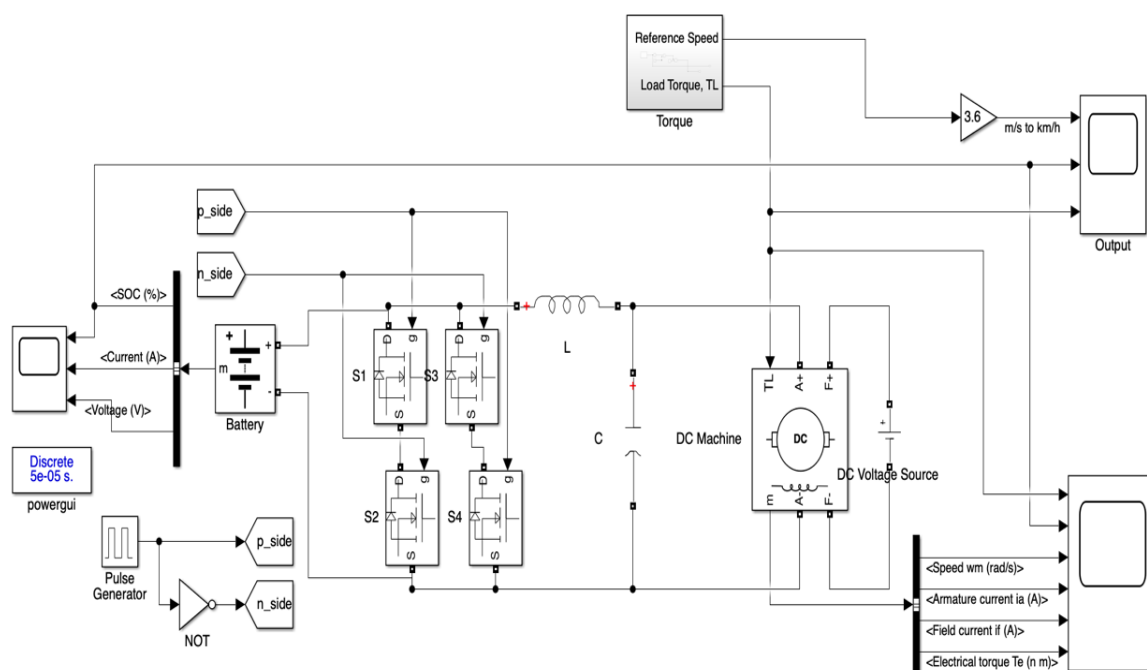 Reference Speed
Load Torque, TL
Torque
3.6
m/s to km/h
Output
p_side
n_side
<SOC (%)>
<Current (A)>
<Voltage (V)>
+
m
+
-
Battery
Discrete
5e-05 s.
powergui
Pulse
Generator
p_side
n_side
NOT
D
g
S1
S
D
g
S3
S
D
g
S2
S
D
g
S4
S
+
L
+
C
TL
A+
F+
DC Machine
DC
m
A-
F-
+
DC Voltage Source
<Speed wm (rad/s)>
<Armature current ia (A)>
<Field current if (A)>
<Electrical torque Te (n m)>